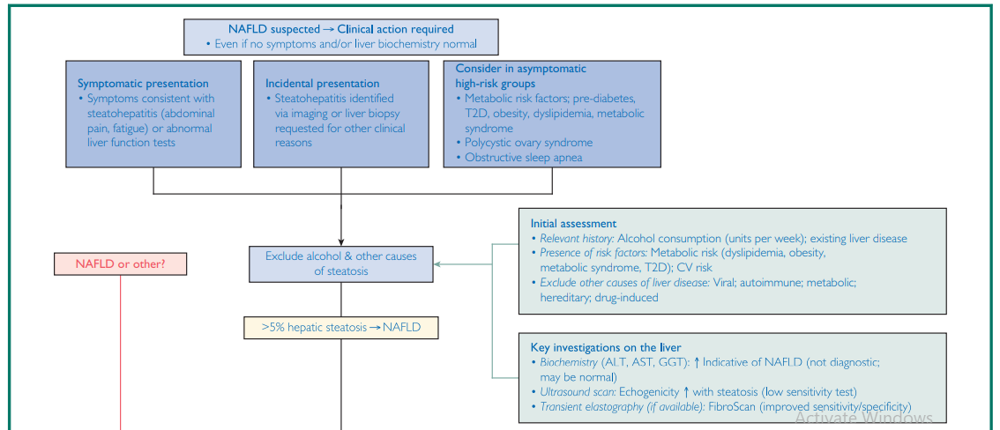 NAFLD suspected → Clinical action required
• Even if no symptoms and/or liver biochemistry normal
Symptomatic presentation
• Symptoms consistent with
steatohepatitis (abdominal
pain, fatigue) or abnormal
liver function tests
Incidental presentation
• Steatohepatitis identified
via imaging or liver biopsy
requested for other clinical
reasons
Consider in asymptomatic
high-risk groups
• Metabolic risk factors; pre-diabetes,
T2D, obesity, dyslipidemia, metabolic
syndrome
• Polycystic ovary syndrome
• Obstructive sleep apnea
NAFLD or other?
Exclude alcohol & other causes
of steatosis
>5% hepatic steatosis → NAFLD
Initial assessment
• Relevant history: Alcohol consumption (units per week); existing liver disease
• Presence of risk factors: Metabolic risk (dyslipidemia, obesity,
metabolic syndrome, T2D); CV risk
• Exclude other causes of liver disease: Viral; autoimmune; metabolic;
hereditary; drug-induced
Key investigations on the liver
• Biochemistry (ALT, AST, GGT): ↑ Indicative of NAFLD (not diagnostic;
may be normal)
• Ultrasound scan: Echogenicity ↑ with steatosis (low sensitivity test)
• Transient elastography (if available): FibroScan (improved sensitivity/specificity)
Activate Windows